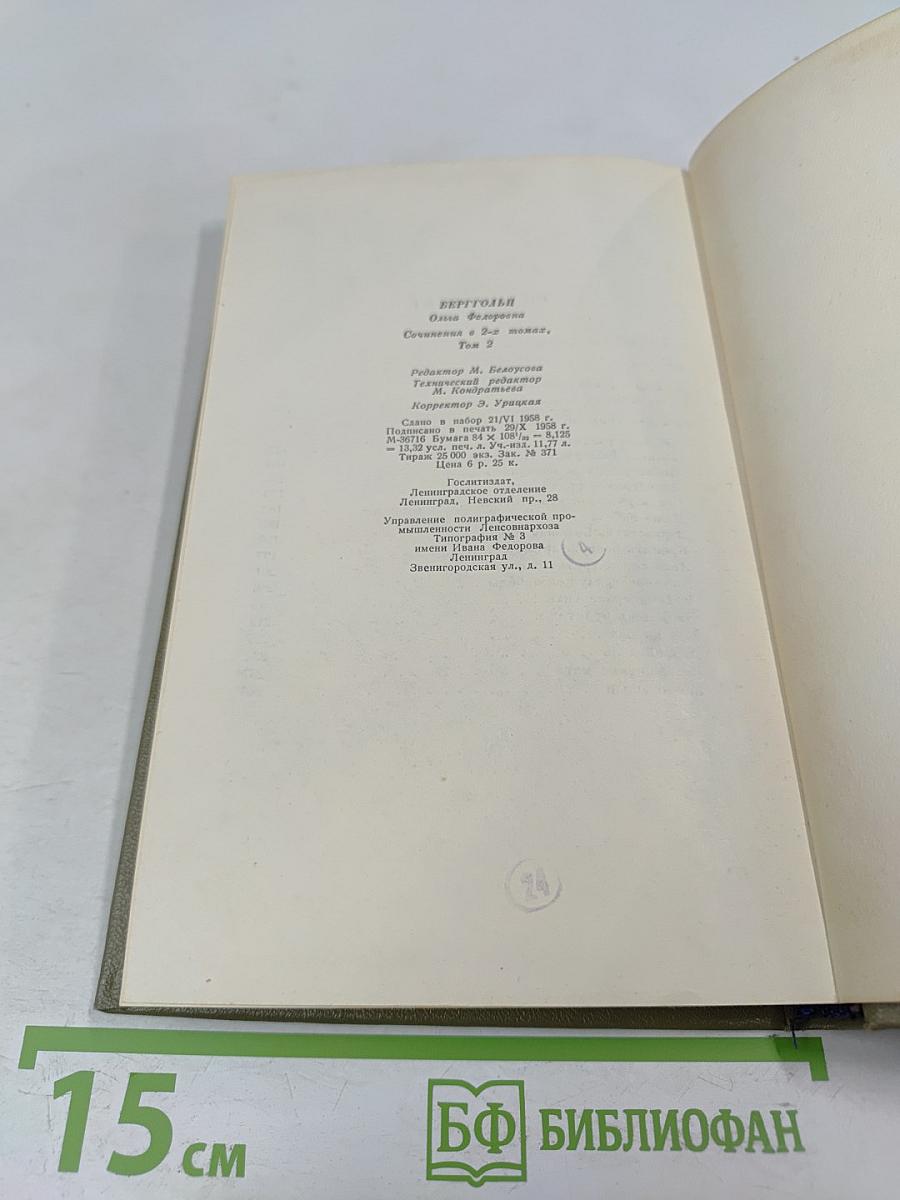 БЕРГГОЛЬЦ
Ольга Федоровна
Сочинения в 2-х томах,
Том 2
Редактор М. Белоусова
Технический редактор
М. Кондратьева
Корректор Э. Урицкая
Сдано в набор 21/VI 1958 г.
Подписано в печать 29/X 1958 г.
М-36716 Бумага 84 × 108¹/₃₂ — 8,125
= 13,32 усл. печ. л. Уч.-изд. 11,77 л.
Тираж 25 000 экз. Зак. № 371
Цена 6 р. 25 к.
Гослитиздат,
Ленинградское отделение
Ленинград, Невский пр., 28
Управление полиграфической про-
мышленности Ленсовнархоза
Типография № 3
имени Ивана Федорова
Ленинград
Звенигородская ул., д. 11
4
24
15 см
БФ БИБЛИОФАН